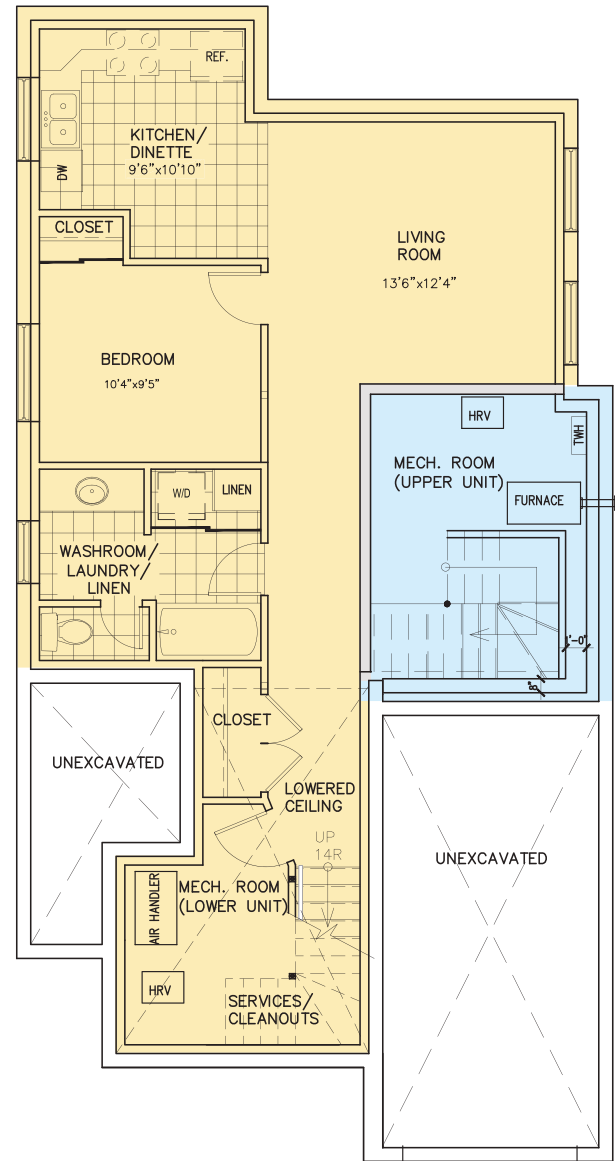 REF.
KITCHEN/
DINETTE
9'6"x10'10"
DW
CLOSET
LIVING
ROOM
13'6"x12'4"
BEDROOM
10'4"x9'5"
HRV
TWH
MECH. ROOM
(UPPER UNIT)
FURNACE
W/D
LINEN
WASHROOM/
LAUNDRY/
LINEN
1'-0"
8"
CLOSET
UNEXCAVATED
LOWERED
CEILING
UP
14R
UNEXCAVATED
MECH. ROOM
(LOWER UNIT)
AIR HANDLER
HRV
SERVICES/
CLEANOUTS